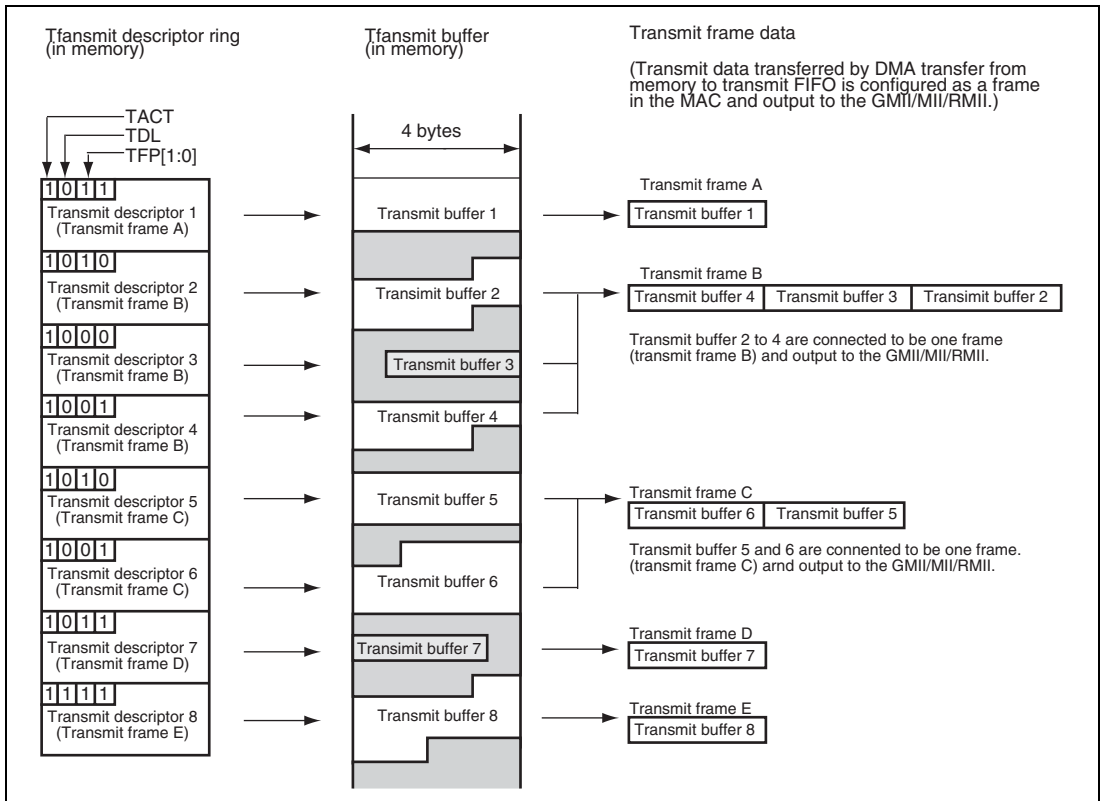 Tfansmit descriptor ring
(in memory)
Tfansmit buffer
(in memory)
Transmit frame data
(Transmit data transferred by DMA transfer from
memory to transmit FIFO is configured as a frame
in the MAC and output to the GMII/MII/RMII.)
TACT
TDL
TFP[1:0]
4 bytes
1 0 1 1
Transmit descriptor 1
(Transmit frame A)
Transmit buffer 1
Transmit frame A
Transmit buffer 1
1 0 1 0
Transmit descriptor 2
(Transmit frame B)
Transimit buffer 2
Transmit frame B
Transmit buffer 4 Transmit buffer 3 Transimit buffer 2
Transmit buffer 2 to 4 are connected to be one frame
(transmit frame B) and output to the GMII/MII/RMII.
1 0 0 0
Transmit descriptor 3
(Transmit frame B)
Transmit buffer 3
1 0 0 1
Transmit descriptor 4
(Transmit frame B)
Transmit buffer 4
1 0 1 0
Transmit descriptor 5
(Transmit frame C)
Transmit buffer 5
Transmit frame C
Transmit buffer 6 Transmit buffer 5
Transmit buffer 5 and 6 are connented to be one frame.
(transmit frame C) arnd output to the GMII/MII/RMII.
1 0 0 1
Transmit descriptor 6
(Transmit frame C)
Transmit buffer 6
1 0 1 1
Transmit descriptor 7
(Transmit frame D)
Transimit buffer 7
Transmit frame D
Transmit buffer 7
1 1 1 1
Transmit descriptor 8
(Transmit frame E)
Transmit buffer 8
Transmit frame E
Transmit buffer 8